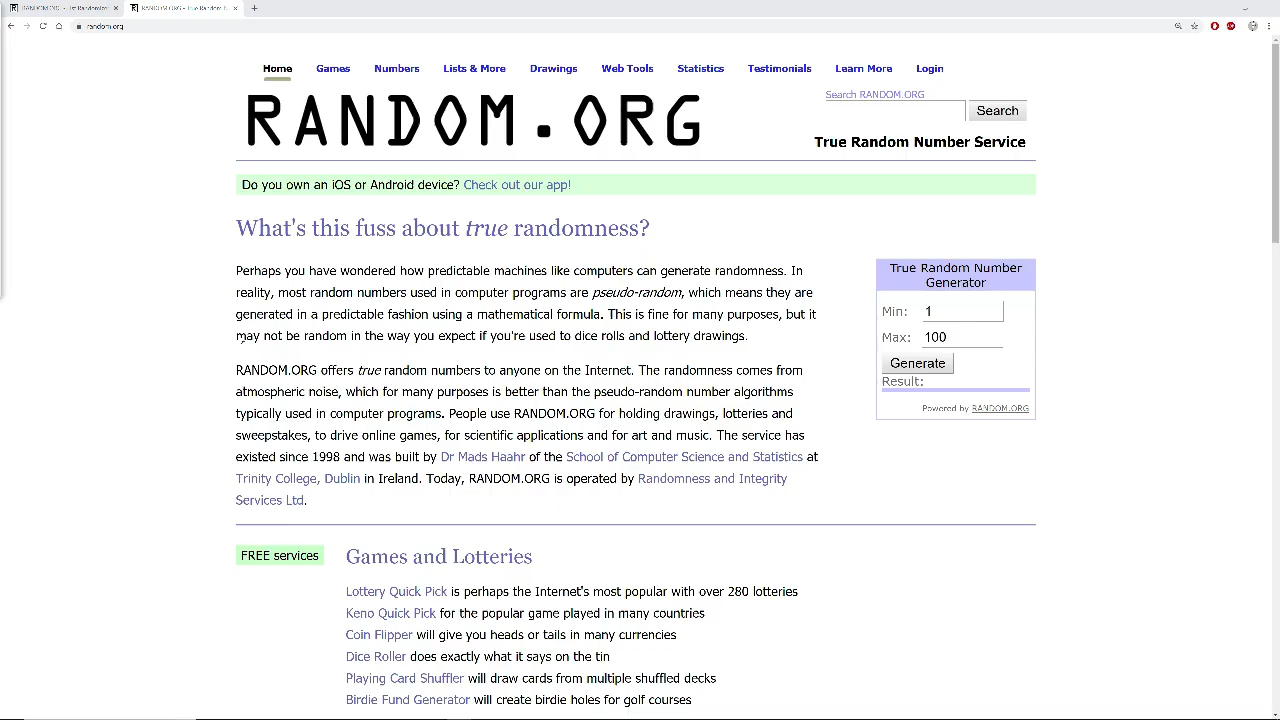 RANDOM.ORG - True Random N
random.org
Home Games Numbers Lists & More Drawings Web Tools Statistics Testimonials Learn More Login
RANDOM.ORG
Search RANDOM.ORG
Search
True Random Number Service
Do you own an iOS or Android device? Check out our app!
What's this fuss about true randomness?
Perhaps you have wondered how predictable machines like computers can generate randomness. In
reality, most random numbers used in computer programs are pseudo-random, which means they are
generated in a predictable fashion using a mathematical formula. This is fine for many purposes, but it
may not be random in the way you expect if you're used to dice rolls and lottery drawings.
RANDOM.ORG offers true random numbers to anyone on the Internet. The randomness comes from
atmospheric noise, which for many purposes is better than the pseudo-random number algorithms
typically used in computer programs. People use RANDOM.ORG for holding drawings, lotteries and
sweepstakes, to drive online games, for scientific applications and for art and music. The service has
existed since 1998 and was built by Dr Mads Haahr of the School of Computer Science and Statistics at
Trinity College, Dublin in Ireland. Today, RANDOM.ORG is operated by Randomness and Integrity
Services Ltd.
True Random Number
Generator
Min: 1
Max: 100
Generate
Result:
Powered by RANDOM.ORG
FREE services
Games and Lotteries
Lottery Quick Pick is perhaps the Internet's most popular with over 280 lotteries
Keno Quick Pick for the popular game played in many countries
Coin Flipper will give you heads or tails in many currencies
Dice Roller does exactly what it says on the tin
Playing Card Shuffler will draw cards from multiple shuffled decks
Birdie Fund Generator will create birdie holes for golf courses